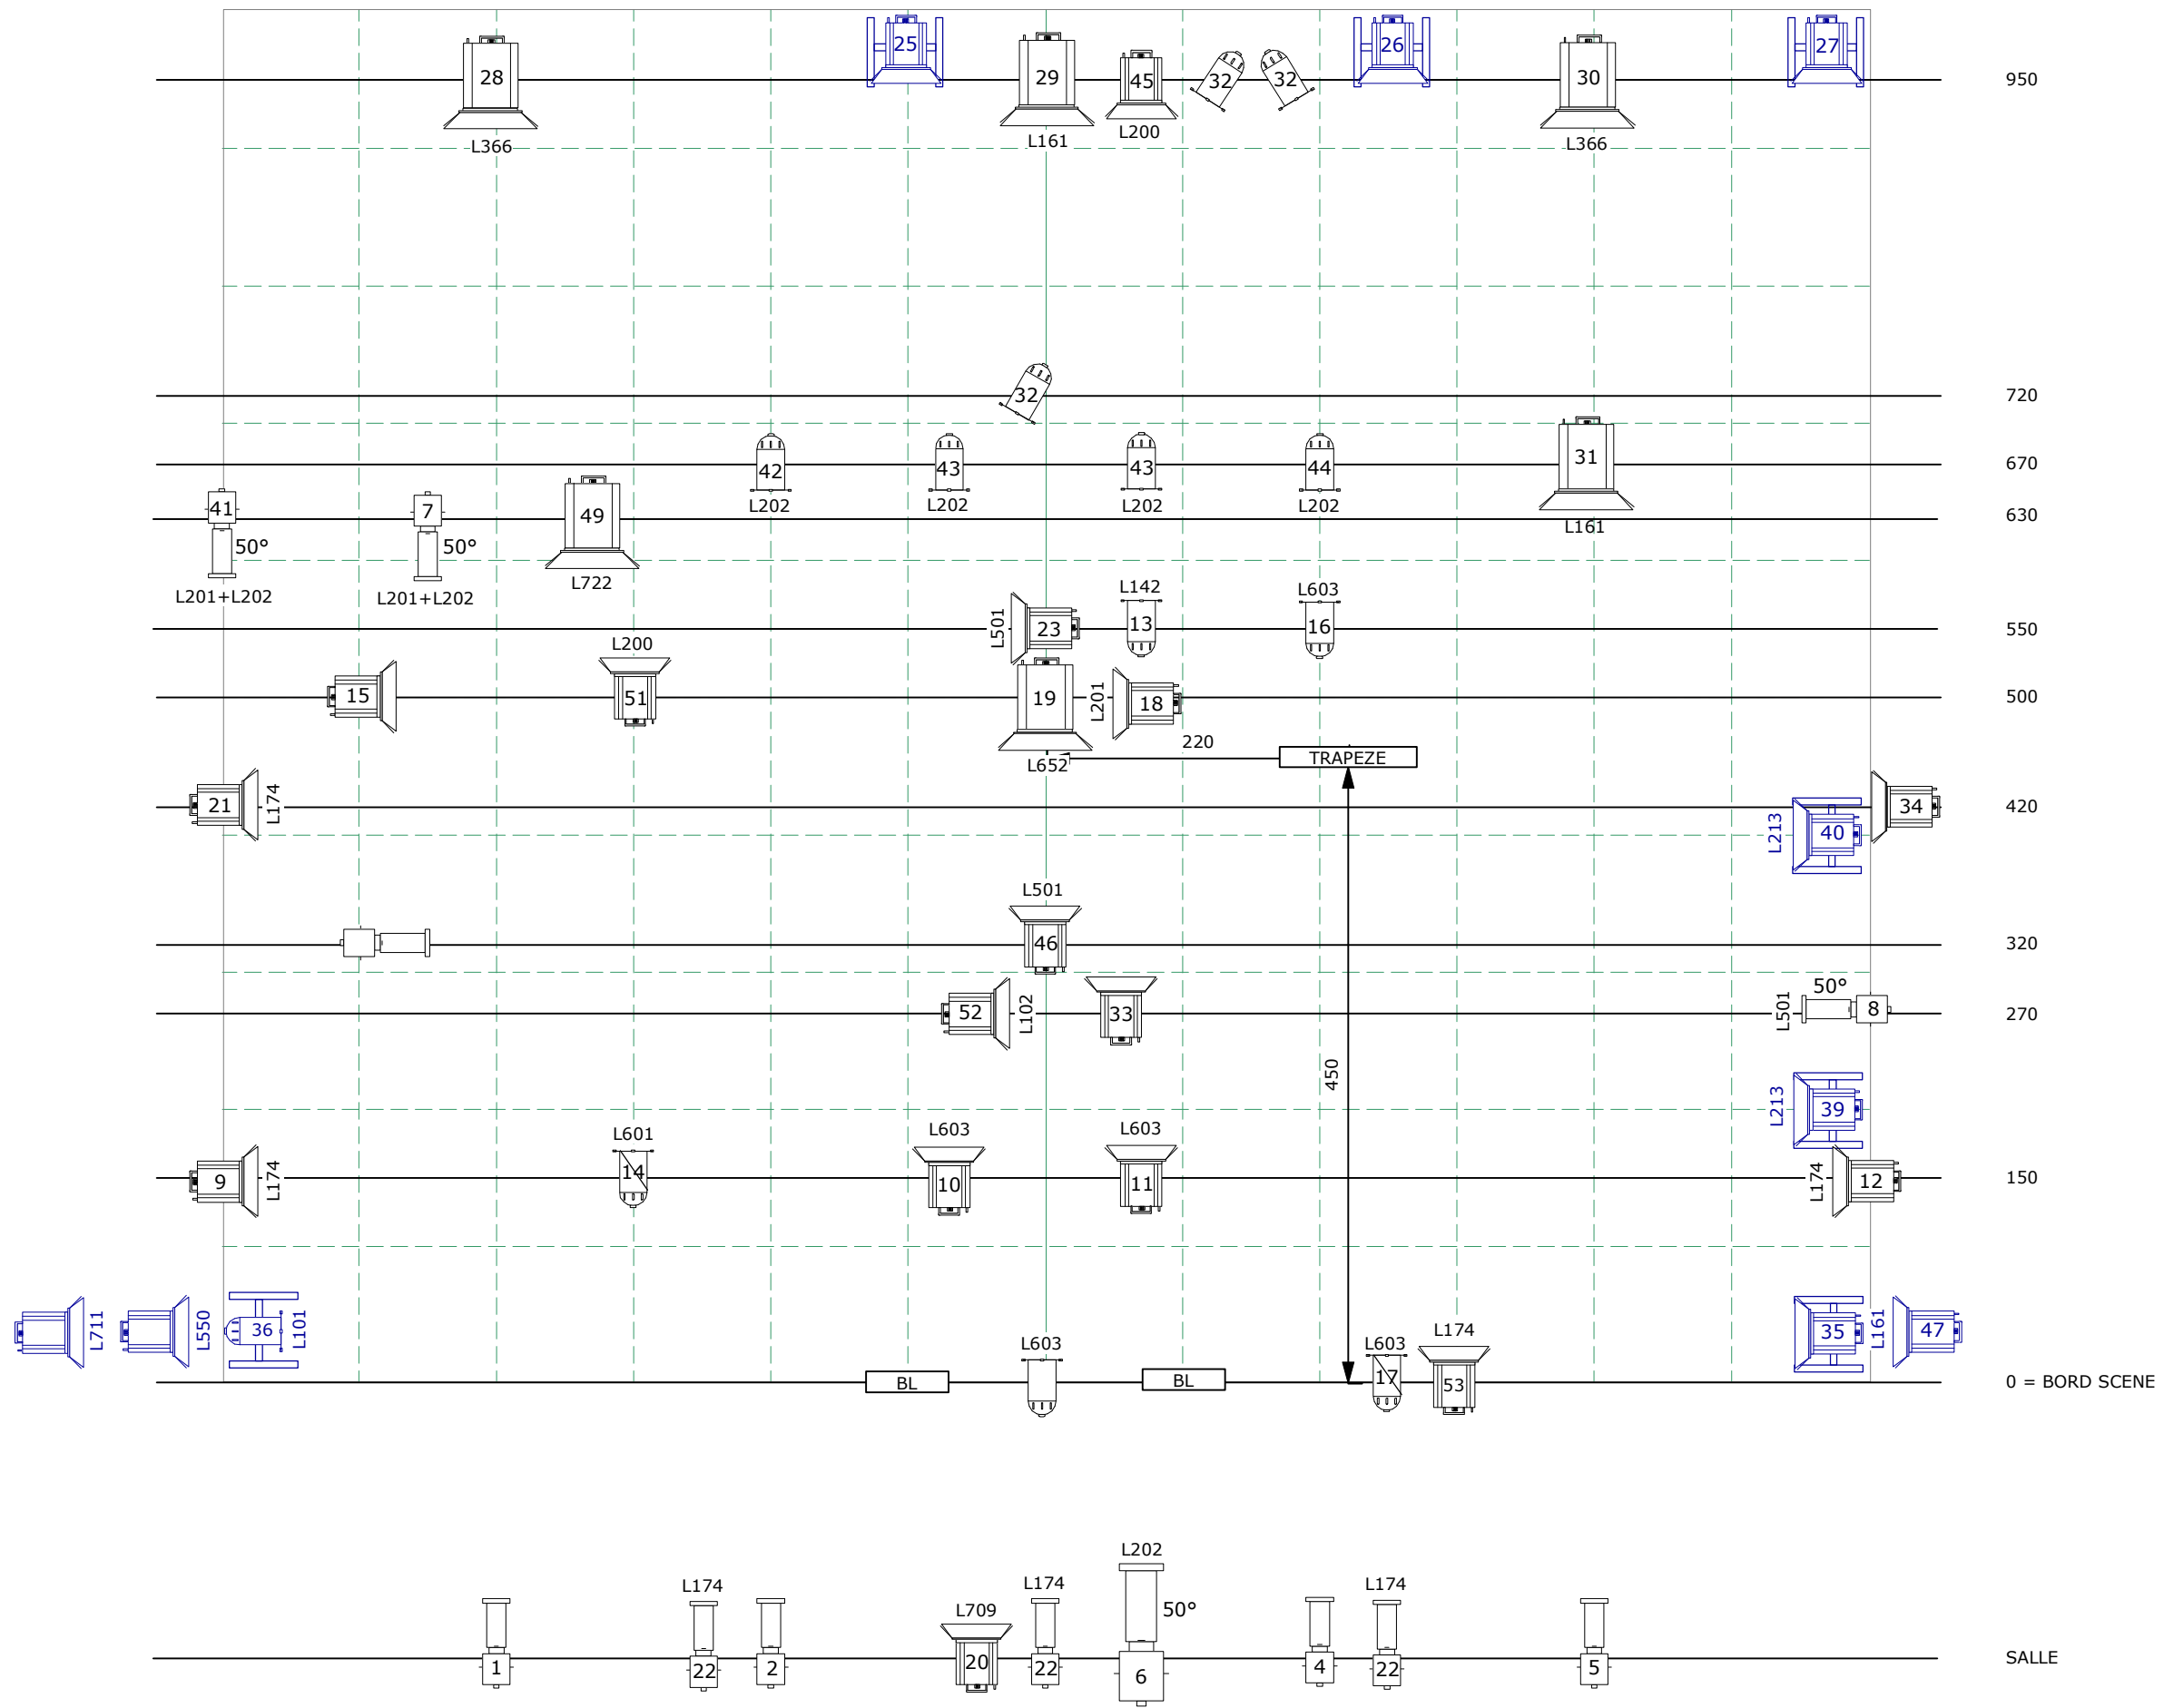 25
26
27
28
29
45
32
32
30
950
L366
L161
L200
L366
32
720
42
43
43
44
31
670
L202
L202
L202
L202
41
7
49
630
50°
50°
L161
L201+L202
L201+L202
L722
L142
L603
L501
23
13
16
550
L200
15
51
19
L201
18
500
220
L652
TRAPEZE
21
L174
34
420
L213
40
L501
46
320
52
L102
33
50°
L501
8
270
450
L213
39
L601
L603
L603
9
L174
14
10
11
L174
12
150
L711
L550
36
L101
35
L161
47
L603
L603
L174
BL
BL
17
53
0 = BORD SCENE
L202
L174
L174
L174
L709
50°
1
22
2
20
22
6
4
22
5
SALLE